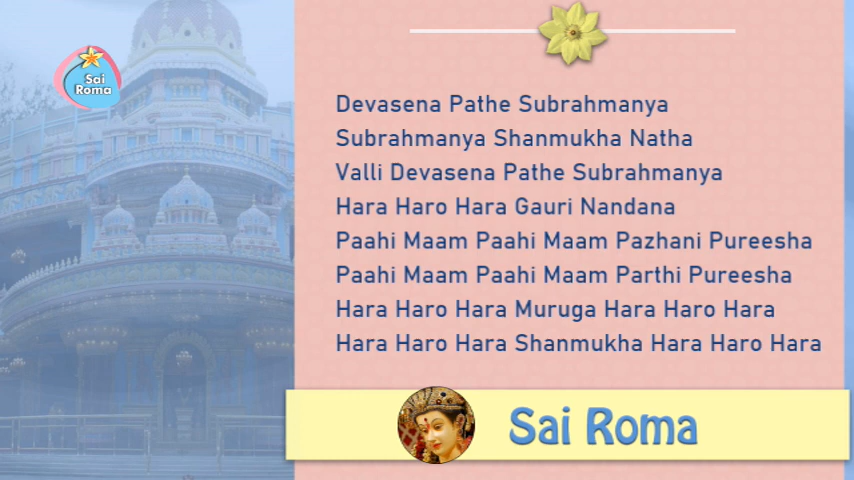 Sai
Roma
Devasena Pathe Subrahmanya
Subrahmanya Shanmukha Natha
Valli Devasena Pathe Subrahmanya
Hara Haro Hara Gauri Nandana
Paahi Maam Paahi Maam Pazhani Pureesha
Paahi Maam Paahi Maam Parthi Pureesha
Hara Haro Hara Muruga Hara Haro Hara
Hara Haro Hara Shanmukha Hara Haro Hara
Sai Roma